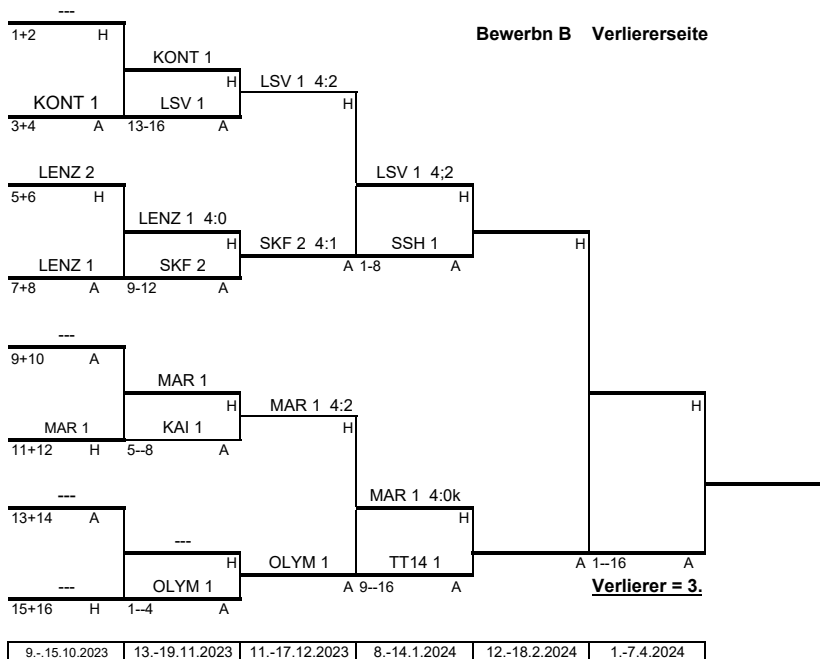 ---
Bewerbn B Verliererseite
1+2 H
KONT 1
H LSV 1 4:2
KONT 1 LSV 1 H
3+4 A 13-16 A
LENZ 2 LSV 1 4;2
5+6 H H
LENZ 1 4:0
H SKF 2 4:1 H
LENZ 1 SKF 2 A 1-8 SSH 1 A
7+8 A 9-12 A
---
9+10 A
MAR 1
H MAR 1 4:2 H
MAR 1 KAI 1 H
11+12 H 5--8 A
--- MAR 1 4:0k
13+14 A H
---
H OLYM 1 TT14 1 A 1--16 A
--- OLYM 1 A 9--16 A Verlierer = 3.
15+16 H 1--4 A
9.-.15.10.2023 13.-19.11.2023 11.-17.12.2023 8.-14.1.2024 12.-18.2.2024 1.-7.4.2024